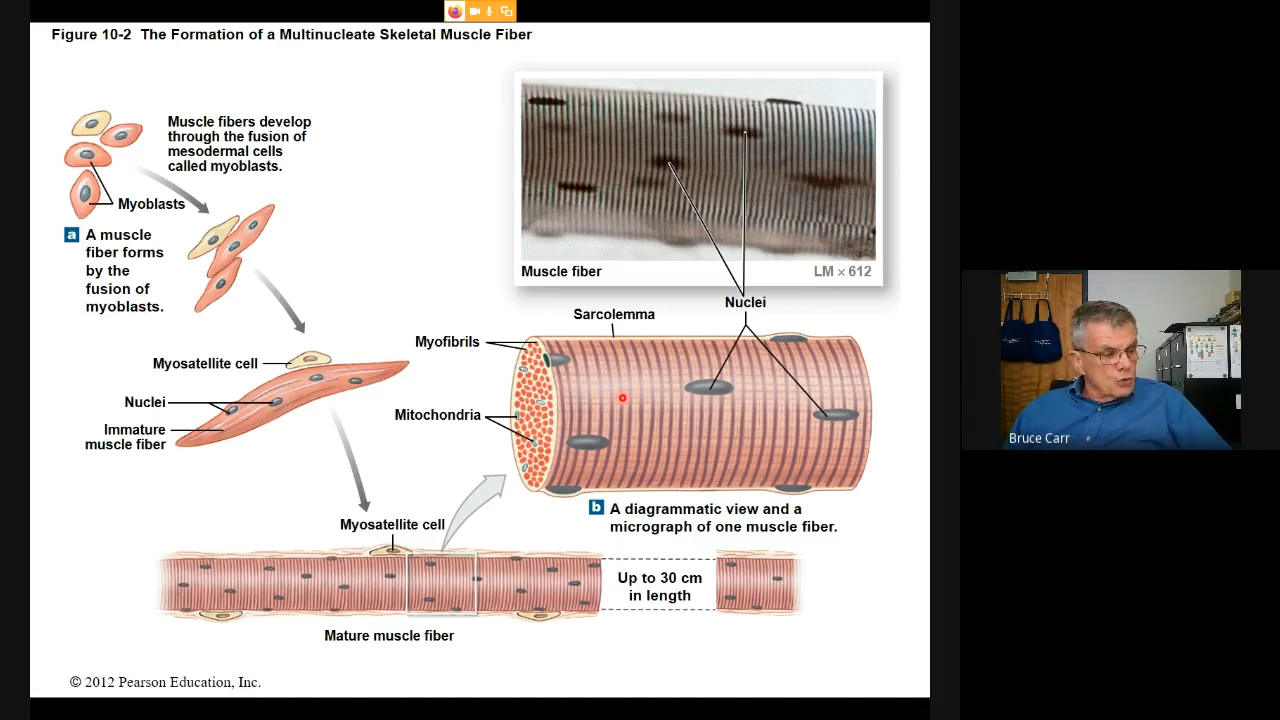 Figure 10-2 The Formation of a Multinucleate Skeletal Muscle Fiber
Muscle fibers develop
through the fusion of
mesodermal cells
called myoblasts.
Myoblasts
a A muscle
fiber forms
by the
fusion of
myoblasts.
Muscle fiber
LM × 612
Nuclei
Sarcolemma
Myofibrils
Mitochondria
Myosatellite cell
Nuclei
Immature
muscle fiber
b A diagrammatic view and a
micrograph of one muscle fiber.
Myosatellite cell
Up to 30 cm
in length
Mature muscle fiber
© 2012 Pearson Education, Inc.
Bruce Carr